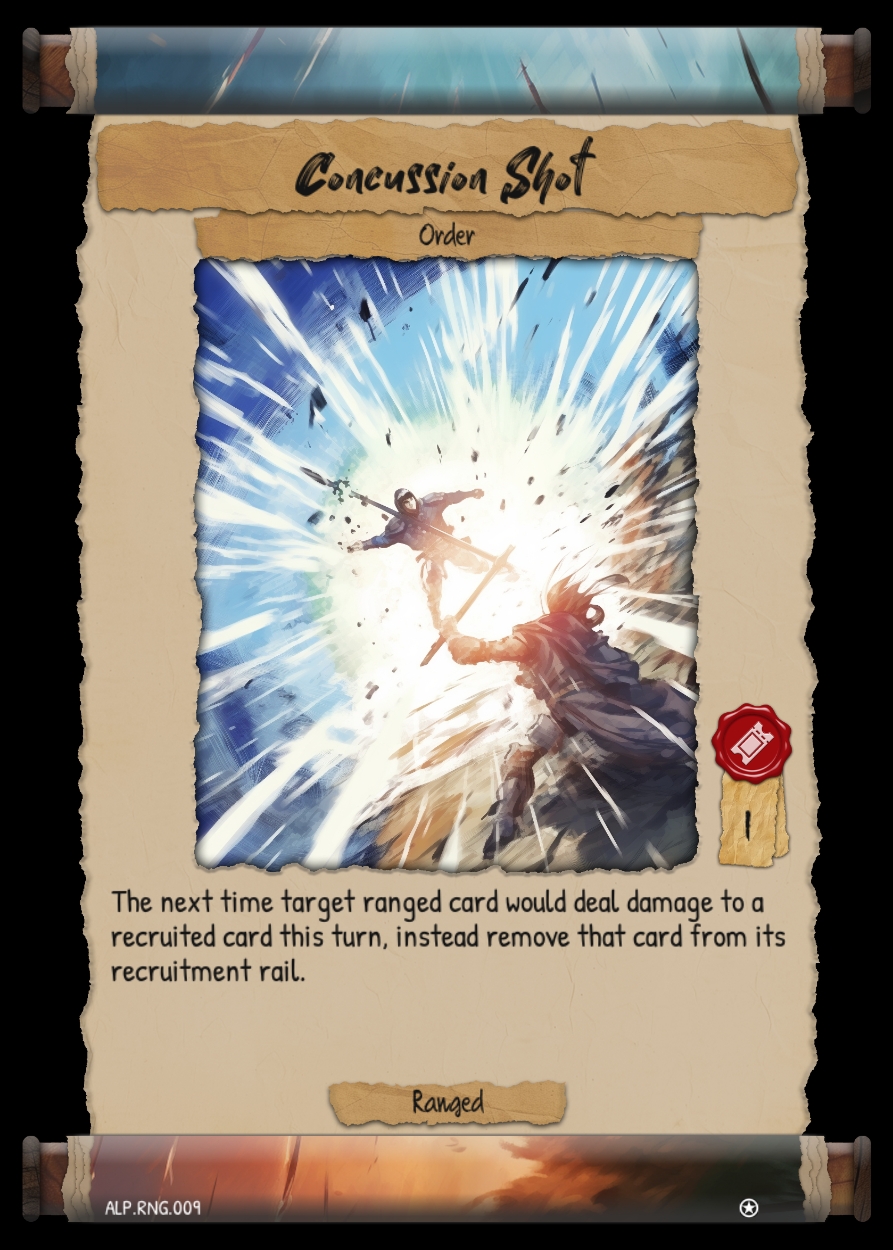 Concussion Shot
Order
1
The next time target ranged card would deal damage to a
recruited card this turn, instead remove that card from its
recruitment rail.
Ranged
ALP.RNG.009